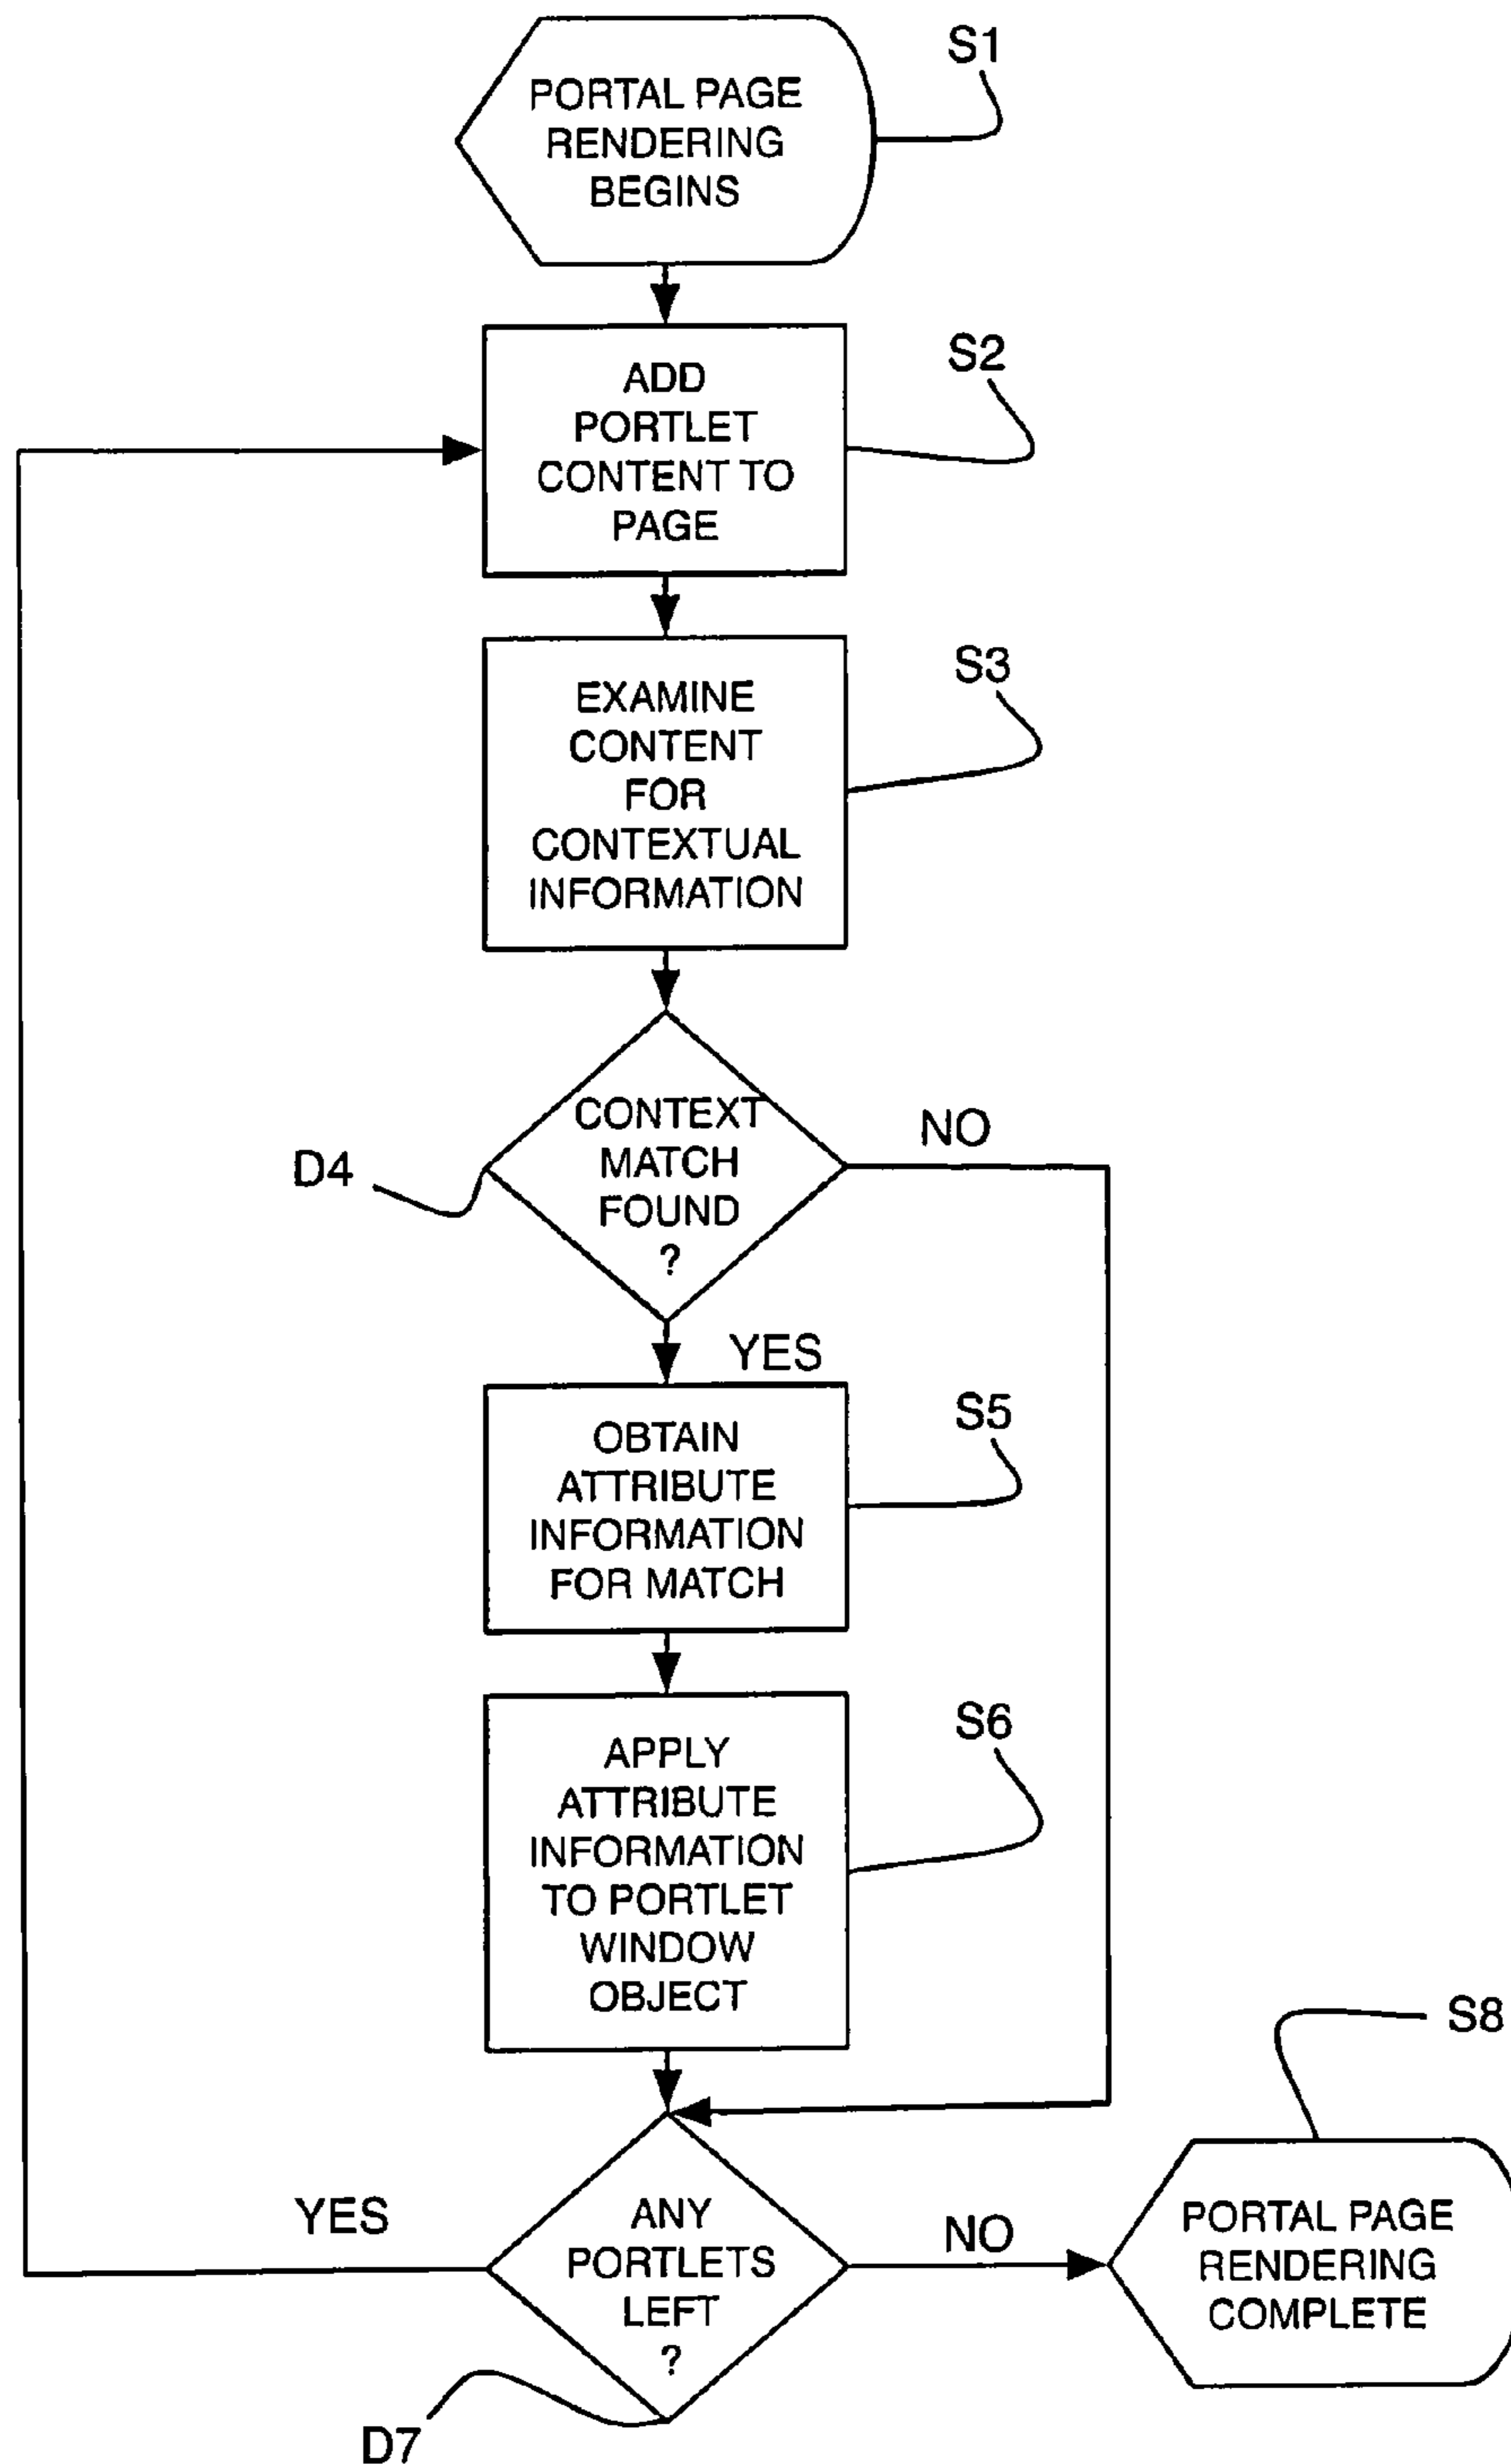 PORTAL PAGE
RENDERING
BEGINS
S1
ADD
PORTLET
CONTENT TO
PAGE
S2
EXAMINE
CONTENT
FOR
CONTEXTUAL
INFORMATION
S3
CONTEXT
MATCH
FOUND
?
D4
NO
YES
OBTAIN
ATTRIBUTE
INFORMATION
FOR MATCH
S5
APPLY
ATTRIBUTE
INFORMATION
TO PORTLET
WINDOW
OBJECT
S6
ANY
PORTLETS
LEFT
?
D7
YES
NO
PORTAL PAGE
RENDERING
COMPLETE
S8